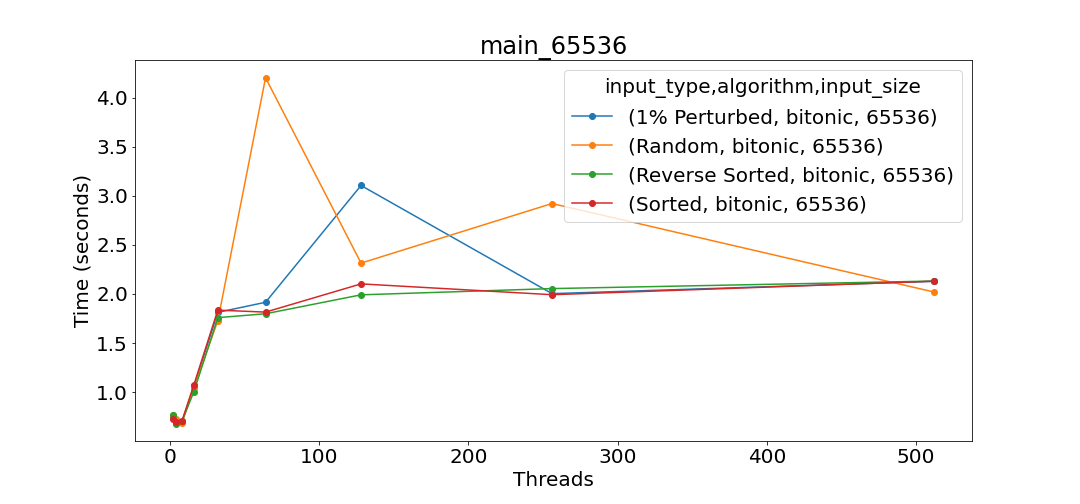 main_65536
input_type,algorithm,input_size
(1% Perturbed, bitonic, 65536)
(Random, bitonic, 65536)
(Reverse Sorted, bitonic, 65536)
(Sorted, bitonic, 65536)
Time (seconds)
4.0
3.5
3.0
2.5
2.0
1.5
1.0
0 100 200 300 400 500
Threads